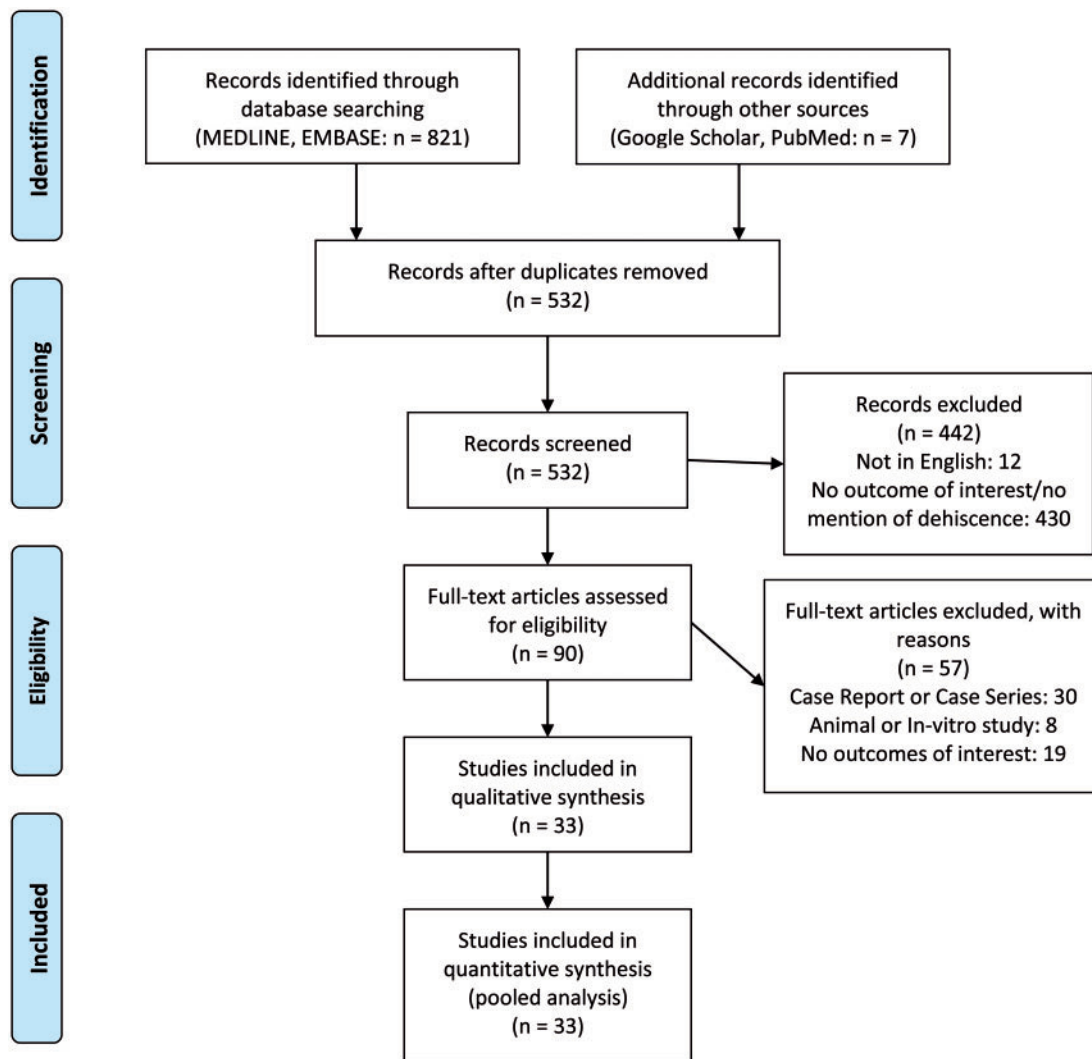 Identification
Records identified through
database searching
(MEDLINE, EMBASE: n = 821)
Additional records identified
through other sources
(Google Scholar, PubMed: n = 7)
Records after duplicates removed
(n = 532)
Screening
Records screened
(n = 532)
Records excluded
(n = 442)
Not in English: 12
No outcome of interest/no
mention of dehiscence: 430
Eligibility
Full-text articles assessed
for eligibility
(n = 90)
Full-text articles excluded, with
reasons
(n = 57)
Case Report or Case Series: 30
Animal or In-vitro study: 8
No outcomes of interest: 19
Studies included in
qualitative synthesis
(n = 33)
Included
Studies included in
quantitative synthesis
(pooled analysis)
(n = 33)